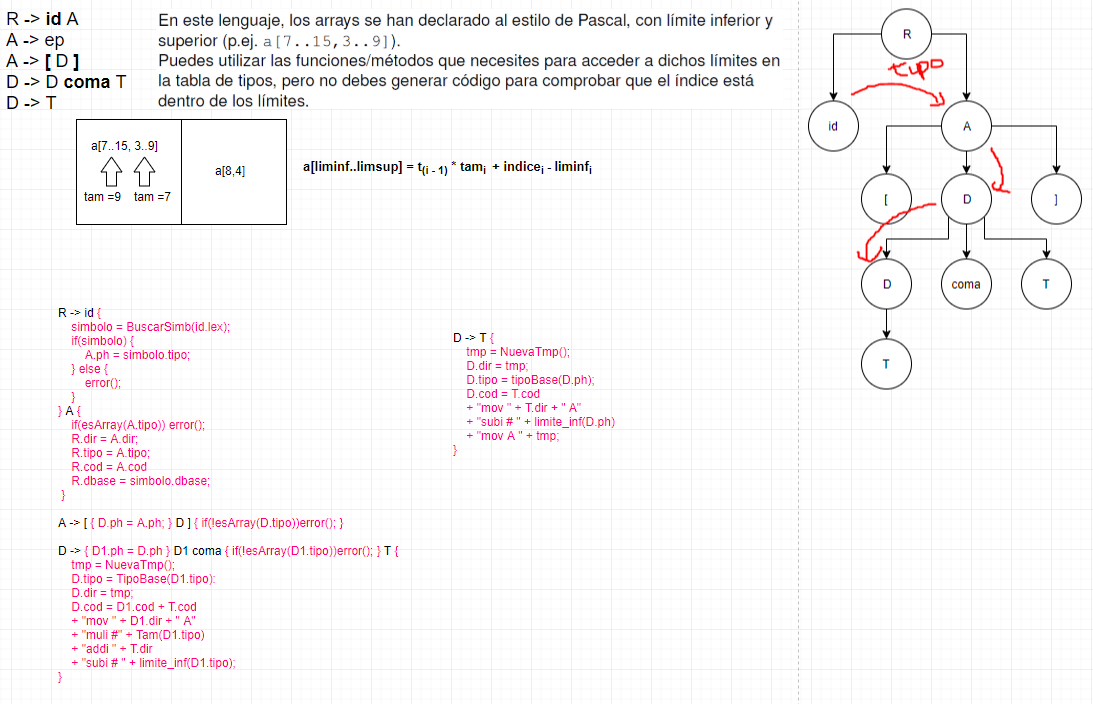 R -> id A
A -> ep
A -> [ D ]
D -> D coma T
D -> T
En este lenguaje, los arrays se han declarado al estilo de Pascal, con límite inferior y
superior (p.ej. a[7..15,3..9]).
Puedes utilizar las funciones/métodos que necesites para acceder a dichos límites en
la tabla de tipos, pero no debes generar código para comprobar que el índice está
dentro de los límites.
a[7..15, 3..9]
tam =9 tam =7
a[8,4]
a[liminf..limsup] = t(i - 1) * tami + indicei - liminfi
R -> id {
simbolo = BuscarSimb(id.lex);
if(simbolo) {
A.ph = simbolo.tipo;
} else {
error();
}
} A {
if(esArray(A.tipo)) error();
R.dir = A.dir;
R.tipo = A.tipo;
R.cod = A.cod
R.dbase = simbolo.dbase;
}
A -> [ { D.ph = A.ph; } D ] { if(!esArray(D.tipo))error(); }
D -> { D1.ph = D.ph } D1 coma { if(!esArray(D1.tipo))error(); } T {
tmp = NuevaTmp();
D.tipo = TipoBase(D1.tipo):
D.dir = tmp;
D.cod = D1.cod + T.cod
+ "mov " + D1.dir + " A"
+ "muli #" + Tam(D1.tipo)
+ "addi " + T.dir
+ "subi # " + limite_inf(D1.tipo);
}
D -> T {
tmp = NuevaTmp();
D.dir = tmp;
D.tipo = tipoBase(D.ph);
D.cod = T.cod
+ "mov " + T.dir + " A"
+ "subi # " + limite_inf(D.ph)
+ "mov A " + tmp;
}
R
tipo
id
A
[
D
]
D
coma
T
T